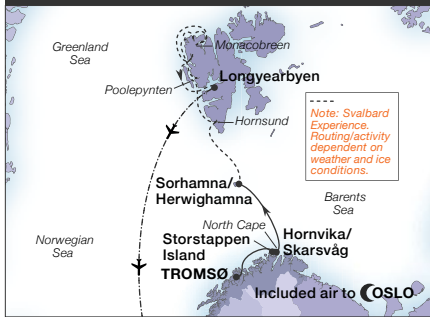 Greenland
Sea
Monacobreen
Longyearbyen
Poolepynten
Hornsund
Note: Svalbard
Experience.
Routing/activity
dependent on
weather and ice
conditions.
Sorhamna/
Herwighamna
Barents
Sea
North Cape
Norwegian
Sea
Storstappen
Island
Hornvika/
Skarsvåg
TROMSØ
Included air to OSLO